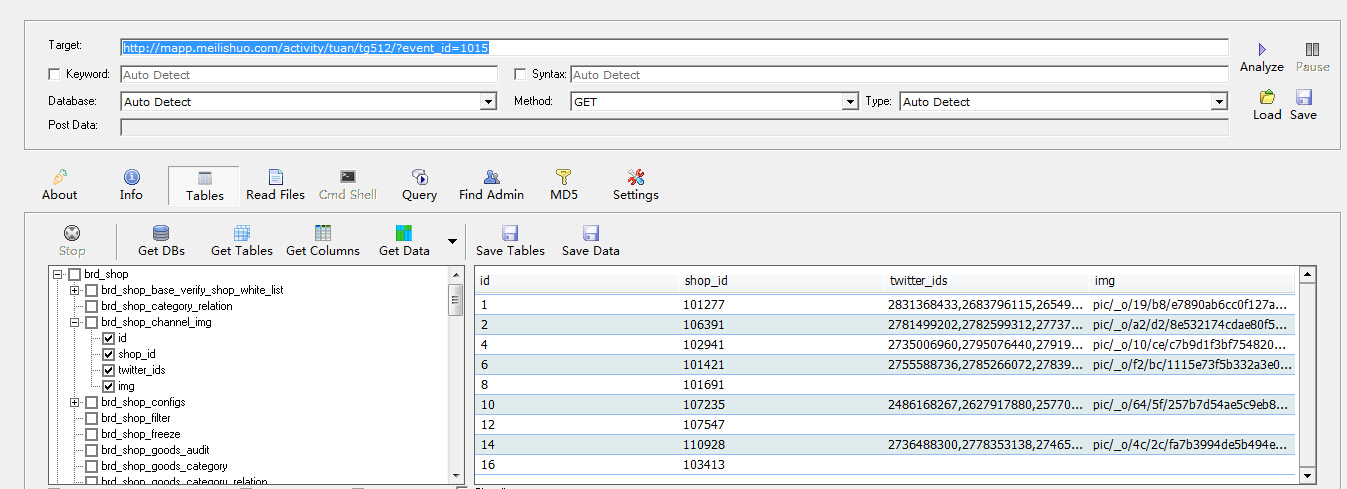 Target: http://mapp.meilishuo.com/activity/tuan/tg512/?event_id=1015
Keyword: Auto Detect Syntax: Auto Detect
Analyze Pause
Database: Auto Detect Method: GET Type: Auto Detect
Post Data:
Load Save
About Info Tables Read Files Cmd Shell Query Find Admin MD5 Settings
Stop Get DBs Get Tables Get Columns Get Data Save Tables Save Data
brd_shop
brd_shop_base_verify_shop_white_list
brd_shop_category_relation
brd_shop_channel_img
id
shop_id
twitter_ids
img
brd_shop_configs
brd_shop_filter
brd_shop_freeze
brd_shop_goods_audit
brd_shop_goods_category
brd_shop_goods_category_relation
id shop_id twitter_ids img
1 101277 2831368433,2683796115,26549... pic/_o/19/b8/e7890ab6cc0f127a...
2 106391 2781499202,2782599312,27737... pic/_o/a2/d2/8e532174cdae80f5...
4 102941 2735006960,2795076440,27919... pic/_o/10/ce/c7b9d1f3bf754820...
6 101421 2755588736,2785266072,27839... pic/_o/f2/bc/1115e73f5b332a3e0...
8 101691
10 107235 2486168267,2627917880,25770... pic/_o/64/5f/257b7d54ae5c9eb8...
12 107547
14 110928 2736488300,2778353138,27465... pic/_o/4c/2c/fa7b3994de5b494e...
16 103413